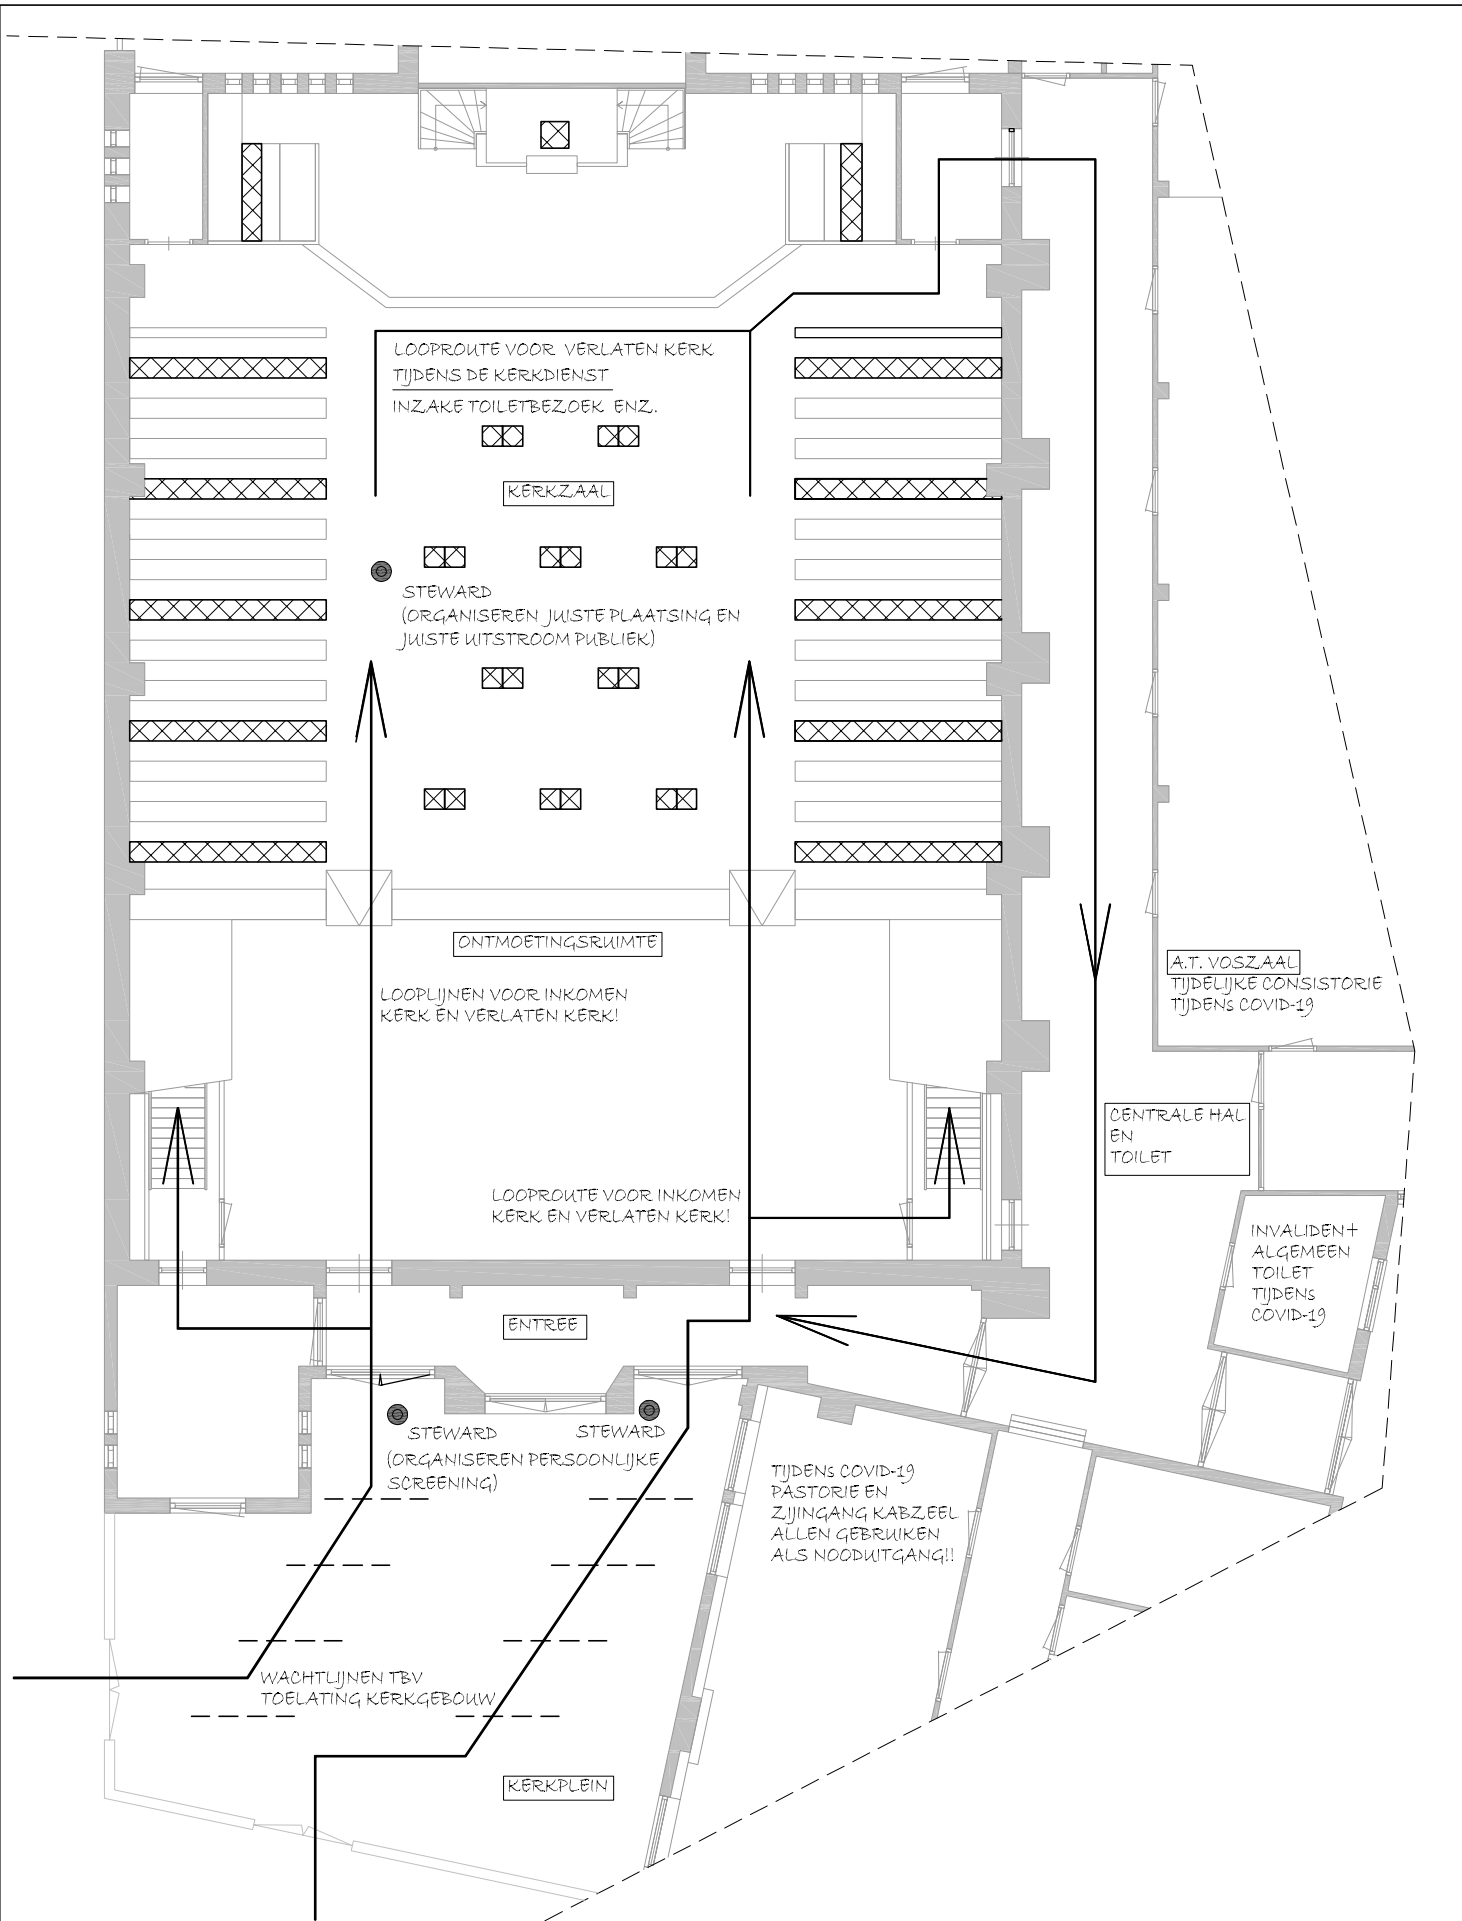 LOOPROUTE VOOR VERLATEN KERK
TIJDENS DE KERKDIENST
INZAKE TOILETBEZOEK ENZ.
KERKZAAL
STEWARD
(ORGANISEREN JUISTE PLAATSING EN
JUISTE UITSTROOM PUBLIEK)
ONTMOETINGSRUIMTE
LOOPLIJNEN VOOR INKOMEN
KERK EN VERLATEN KERK!
A.T. VOSZAAL
TIJDELIJKE CONSISTORIE
TIJDENS COVID-19
CENTRALE HAL
EN
TOILET
LOOPROUTE VOOR INKOMEN
KERK EN VERLATEN KERK!
INVALIDEN+
ALGEMEEN
TOILET
TIJDENS
COVID-19
ENTREE
STEWARD
STEWARD
(ORGANISEREN PERSOONLIJKE
SCREENING)
TIJDENS COVID-19
PASTORIE EN
ZIJINGANG KABZEEL
ALLEN GEBRUIKEN
ALS NOODUITGANG!!
WACHTLIJNEN TBV
TOELATING KERKGEBOUW
KERKPLEIN